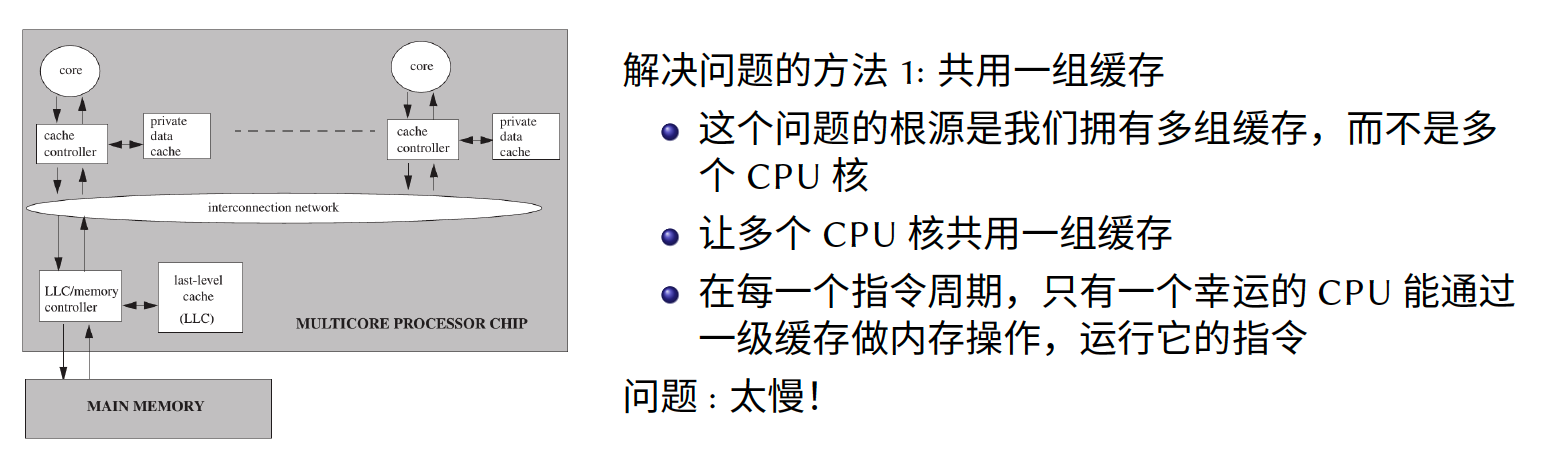 core
core
cache
controller
private
data
cache
cache
controller
private
data
cache
interconnection network
LLC/memory
controller
last-level
cache
(LLC)
MULTICORE PROCESSOR CHIP
MAIN MEMORY
解决问题的方法 1: 共用一组缓存
这个问题的根源是我们拥有多组缓存，而不是多
个 CPU 核
让多个 CPU 核共用一组缓存
在每一个指令周期，只有一个幸运的 CPU 能通过
一级缓存做内存操作，运行它的指令
问题 : 太慢！